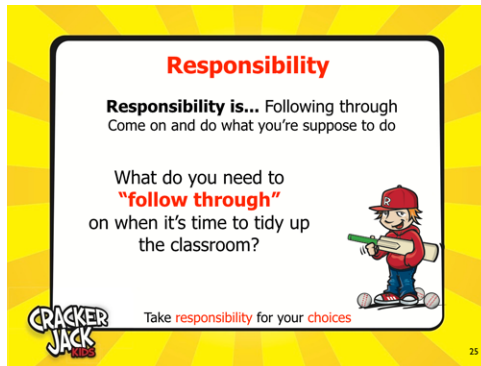 Responsibility
Responsibility is... Following through
Come on and do what you're suppose to do
What do you need to
“follow through”
on when it's time to tidy up
the classroom?
R
CRACKER
JACK
KIDS
Take responsibility for your choices
25